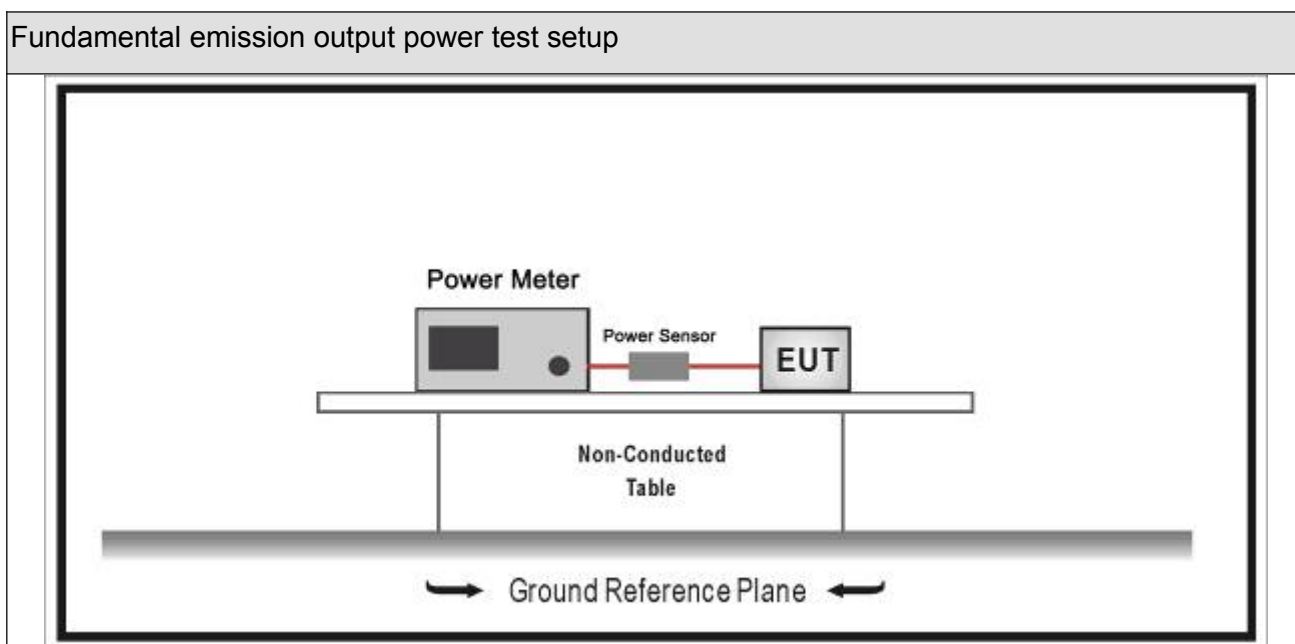 Fundamental emission output power test setup
Power Meter
Power Sensor
EUT
Non-Conducted
Table
Ground Reference Plane